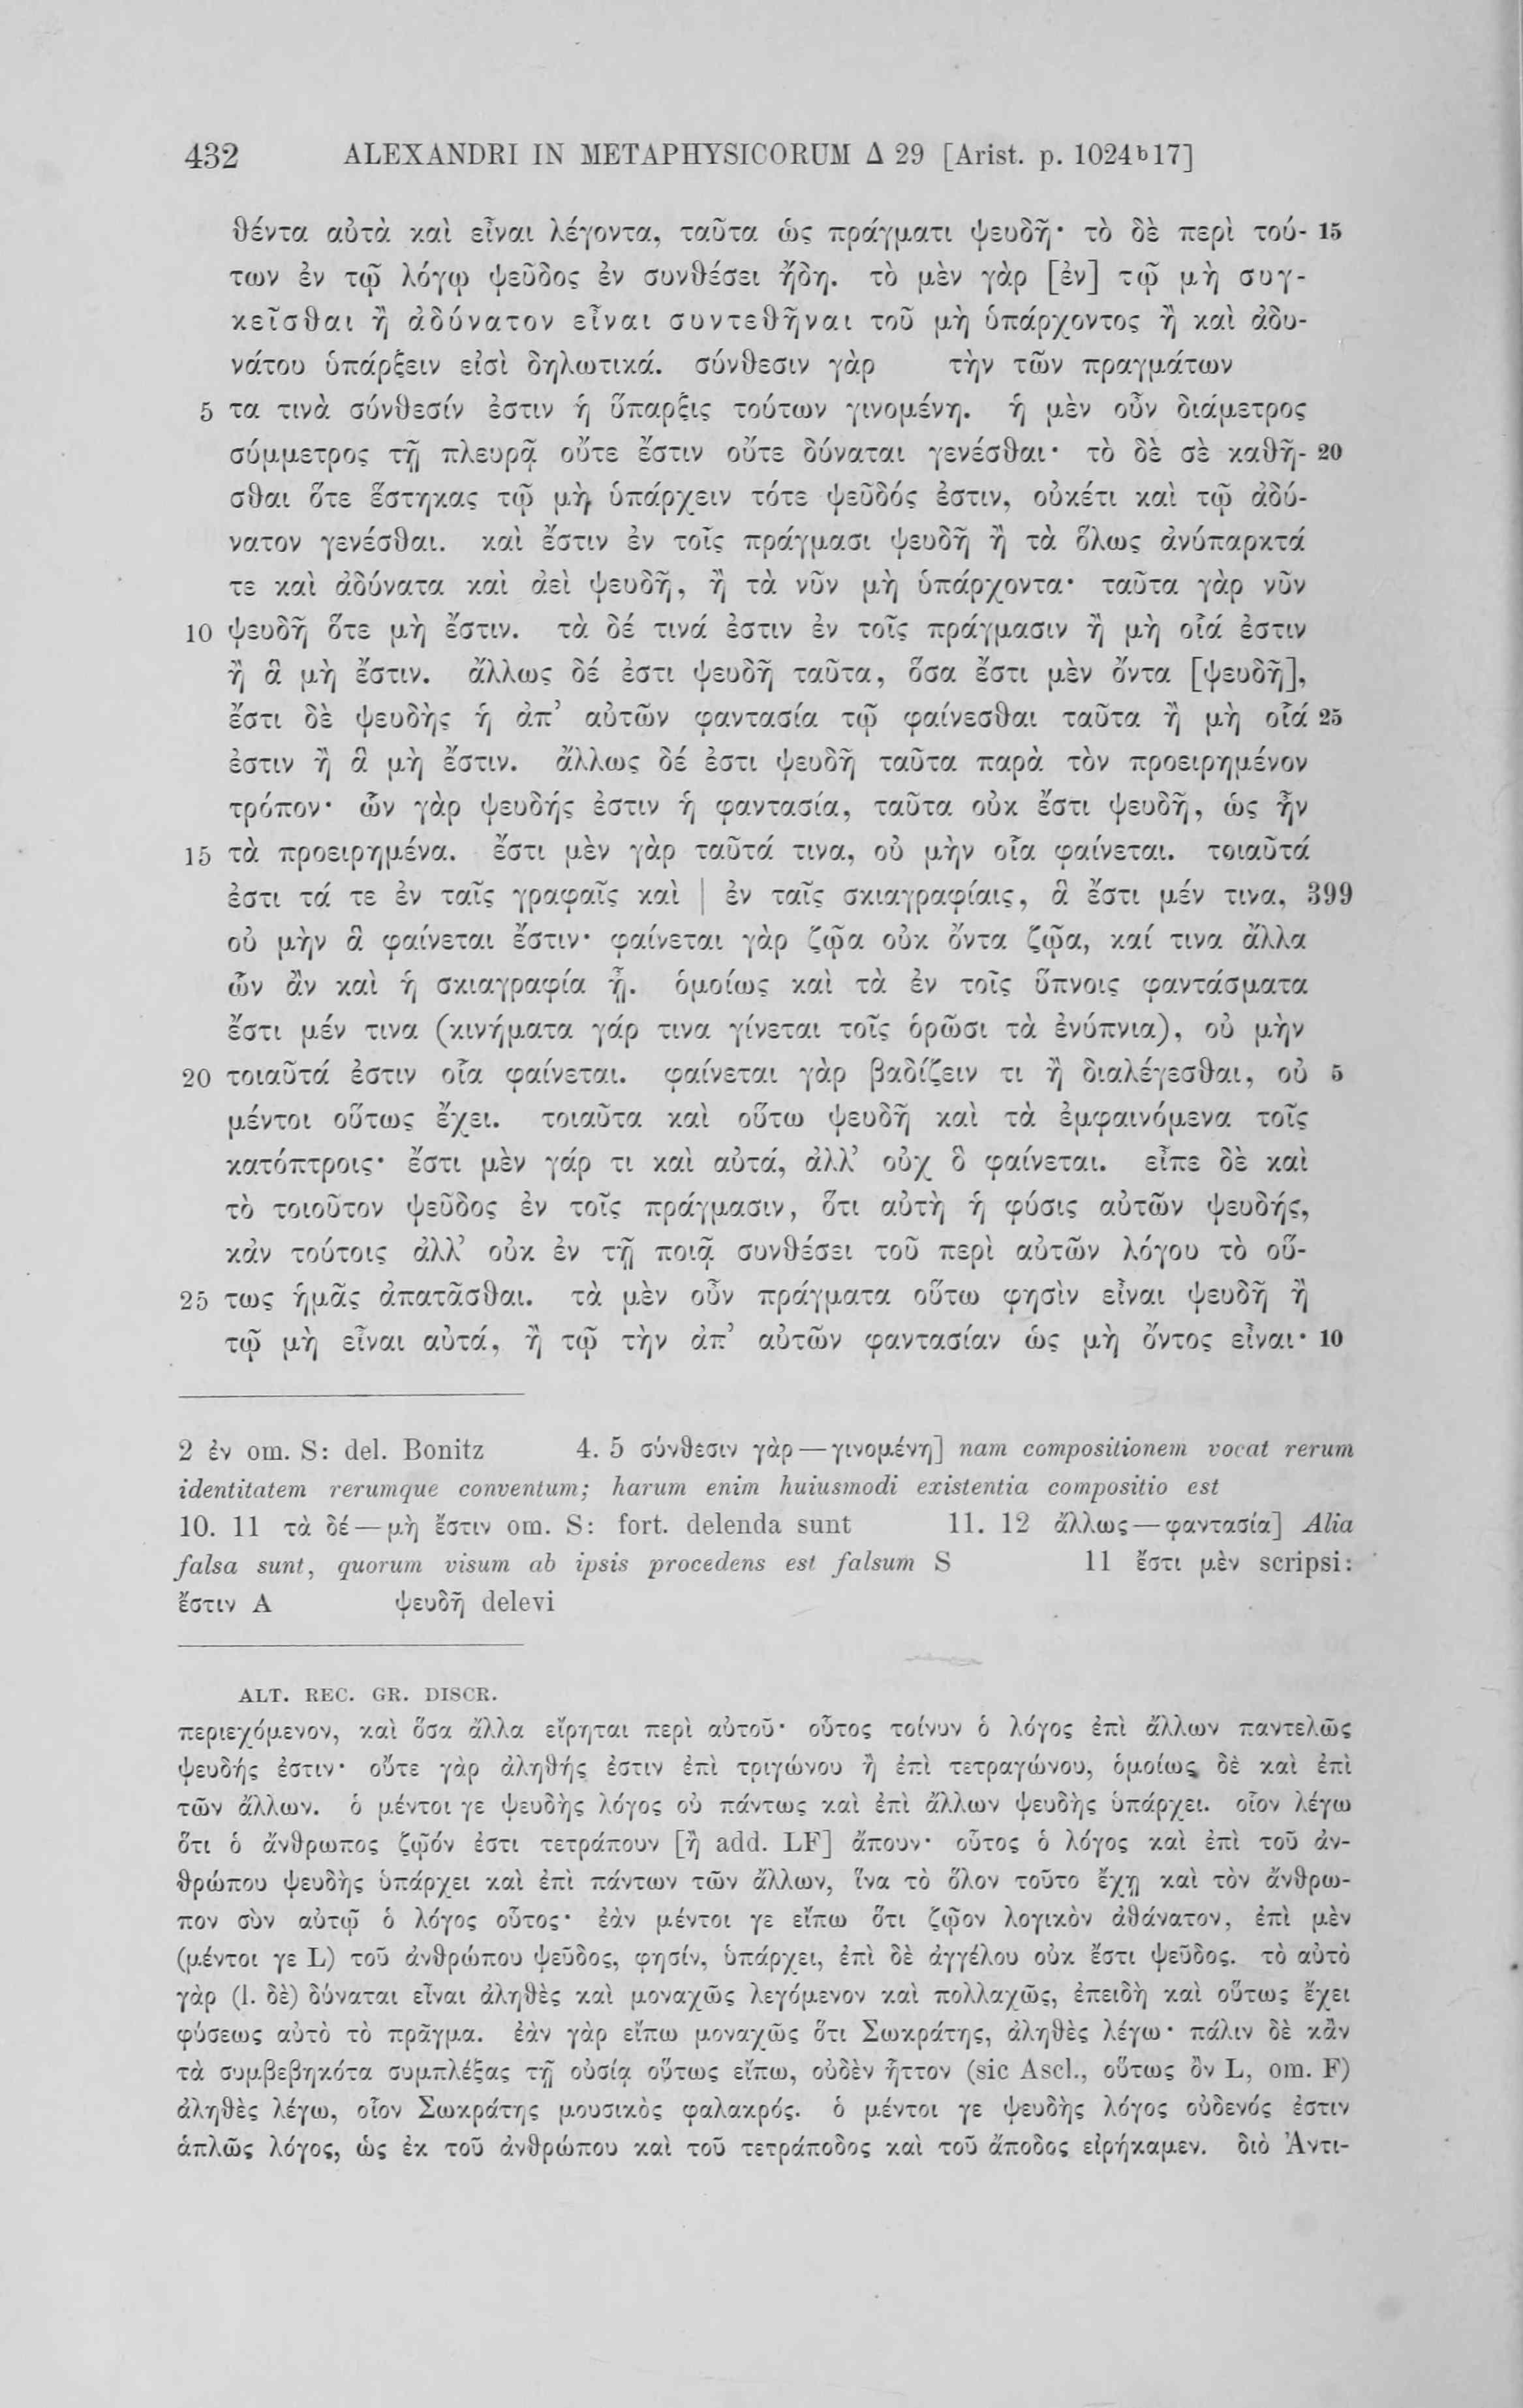 432 ALEXANDRI IN METAPHYSICORUM Δ 29 [Arist. p. 1024ᵇ17]
θέντα αὐτὰ καὶ εἶναι λέγοντα, ταῦτα ὡς πράγματι ψευδῆ· τὸ δὲ περὶ τού- 15
των ἐν τῷ λόγῳ ψεῦδος ἐν συνθέσει ἤδη. τὸ μὲν γὰρ [ἐν] τῷ μὴ συγ-
κεῖσθαι ἢ ἀδύνατον εἶναι συντεθῆναι τοῦ μὴ ὑπάρχοντος ἢ καὶ ἀδυ-
νάτου ὑπάρξειν εἰσὶ δηλωτικά. σύνθεσιν γὰρ τὴν τῶν πραγμάτων
5 τα τινὰ σύνθεσίν ἐστιν ἡ ὕπαρξις τούτων γινομένη. ἡ μὲν οὖν διάμετρος
σύμμετρος τῇ πλευρᾷ οὔτε ἔστιν οὔτε δύναται γενέσθαι· τὸ δὲ σὲ καθῆ- 20
σθαι ὅτε ἕστηκας τῷ μὴ ὑπάρχειν τότε ψεῦδός ἐστιν, οὐκέτι καὶ τῷ ἀδύ-
νατον γενέσθαι. καὶ ἔστιν ἐν τοῖς πράγμασι ψευδῆ ἢ τὰ ὅλως ἀνύπαρκτά
τε καὶ ἀδύνατα καὶ ἀεὶ ψευδῆ, ἢ τὰ νῦν μὴ ὑπάρχοντα· ταῦτα γὰρ νῦν
10 ψευδῆ ὅτε μὴ ἔστιν. τὰ δέ τινά ἐστιν ἐν τοῖς πράγμασιν ἢ μὴ οἷά ἐστιν
ἢ ἃ μὴ ἔστιν. ἄλλως δέ ἐστι ψευδῆ ταῦτα, ὅσα ἔστι μὲν ὄντα [ψευδῆ],
ἔστι δὲ ψευδὴς ἡ ἀπ’ αὐτῶν φαντασία τῷ φαίνεσθαι ταῦτα ἢ μὴ οἷά 25
ἐστιν ἢ ἃ μὴ ἔστιν. ἄλλως δέ ἐστι ψευδῆ ταῦτα παρὰ τὸν προειρημένον
τρόπον· ὧν γὰρ ψευδής ἐστιν ἡ φαντασία, ταῦτα οὐκ ἔστι ψευδῆ, ὡς ἦν
15 τὰ προειρημένα. ἔστι μὲν γὰρ ταῦτά τινα, οὐ μὴν οἷα φαίνεται. τοιαῦτά
ἐστι τά τε ἐν ταῖς γραφαῖς καὶ | ἐν ταῖς σκιαγραφίαις, ἃ ἔστι μέν τινα, 399
οὐ μὴν ἃ φαίνεται ἔστιν· φαίνεται γὰρ ζῷα οὐκ ὄντα ζῷα, καί τινα ἄλλα
ὧν ἂν καὶ ἡ σκιαγραφία ᾖ. ὁμοίως καὶ τὰ ἐν τοῖς ὕπνοις φαντάσματα
ἔστι μέν τινα (κινήματα γάρ τινα γίνεται τοῖς ὁρῶσι τὰ ἐνύπνια), οὐ μὴν
20 τοιαῦτά ἐστιν οἷα φαίνεται. φαίνεται γὰρ βαδίζειν τι ἢ διαλέγεσθαι, οὐ 5
μέντοι οὕτως ἔχει. τοιαῦτα καὶ οὕτω ψευδῆ καὶ τὰ ἐμφαινόμενα τοῖς
κατόπτροις· ἔστι μὲν γάρ τι καὶ αὐτά, ἀλλ’ οὐχ ὃ φαίνεται. εἶπε δὲ καὶ
τὸ τοιοῦτον ψεῦδος ἐν τοῖς πράγμασιν, ὅτι αὐτὴ ἡ φύσις αὐτῶν ψευδής,
κἀν τούτοις ἀλλ’ οὐκ ἐν τῇ ποιᾷ συνθέσει τοῦ περὶ αὐτῶν λόγου τὸ οὕ-
25 τως ἡμᾶς ἀπατᾶσθαι. τὰ μὲν οὖν πράγματα οὕτω φησὶν εἶναι ψευδῆ ἢ
τῷ μὴ εἶναι αὐτά, ἢ τῷ τὴν ἀπ’ αὐτῶν φαντασίαν ὡς μὴ ὄντος εἶναι· 10
2 ἐν om. S: del. Bonitz 4. 5 σύνθεσιν γὰρ — γινομένη] nam compositionem vocat rerum
identitatem rerumque conventum; harum enim huiusmodi existentia compositio est
10. 11 τὰ δέ — μὴ ἔστιν om. S: fort. delenda sunt 11. 12 ἄλλως — φαντασία] Alia
falsa sunt, quorum visum ab ipsis procedens est falsum S 11 ἔστι μὲν scripsi:
ἔστιν A ψευδῆ delevi
ALT. REC. GR. DISCR.
περιεχόμενον, καὶ ὅσα ἄλλα εἴρηται περὶ αὐτοῦ· οὗτος τοίνυν ὁ λόγος ἐπὶ ἄλλων παντελῶς
ψευδής ἐστιν· οὔτε γὰρ ἀληθής ἐστιν ἐπὶ τριγώνου ἢ ἐπὶ τετραγώνου, ὁμοίως δὲ καὶ ἐπὶ
τῶν ἄλλων. ὁ μέντοι γε ψευδὴς λόγος οὐ πάντως καὶ ἐπὶ ἄλλων ψευδὴς ὑπάρχει. οἷον λέγω
ὅτι ὁ ἄνθρωπος ζῷόν ἐστι τετράπουν [ἢ add. LF] ἄπουν· οὗτος ὁ λόγος καὶ ἐπὶ τοῦ ἀν-
θρώπου ψευδὴς ὑπάρχει καὶ ἐπὶ πάντων τῶν ἄλλων, ἵνα τὸ ὅλον τοῦτο ἔχῃ καὶ τὸν ἄνθρω-
πον σὺν αὐτῷ ὁ λόγος οὗτος· ἐὰν μέντοι γε εἴπω ὅτι ζῷον λογικὸν ἀθάνατον, ἐπὶ μὲν
(μέντοι γε L) τοῦ ἀνθρώπου ψεῦδος, φησίν, ὑπάρχει, ἐπὶ δὲ ἀγγέλου οὐκ ἔστι ψεῦδος. τὸ αὐτὸ
γὰρ (l. δὲ) δύναται εἶναι ἀληθὲς καὶ μοναχῶς λεγόμενον καὶ πολλαχῶς, ἐπειδὴ καὶ οὕτως ἔχει
φύσεως αὐτὸ τὸ πρᾶγμα. ἐὰν γὰρ εἴπω μοναχῶς ὅτι Σωκράτης, ἀληθὲς λέγω· πάλιν δὲ κἂν
τὰ συμβεβηκότα συμπλέξας τῇ οὐσίᾳ οὕτως εἴπω, οὐδὲν ἧττον (sic Ascl., οὕτως ὂν L, om. F)
ἀληθὲς λέγω, οἷον Σωκράτης μουσικὸς φαλακρός. ὁ μέντοι γε ψευδὴς λόγος οὐδενός ἐστιν
ἁπλῶς λόγος, ὡς ἐκ τοῦ ἀνθρώπου καὶ τοῦ τετράποδος καὶ τοῦ ἄποδος εἰρήκαμεν. διὸ Ἀντι-